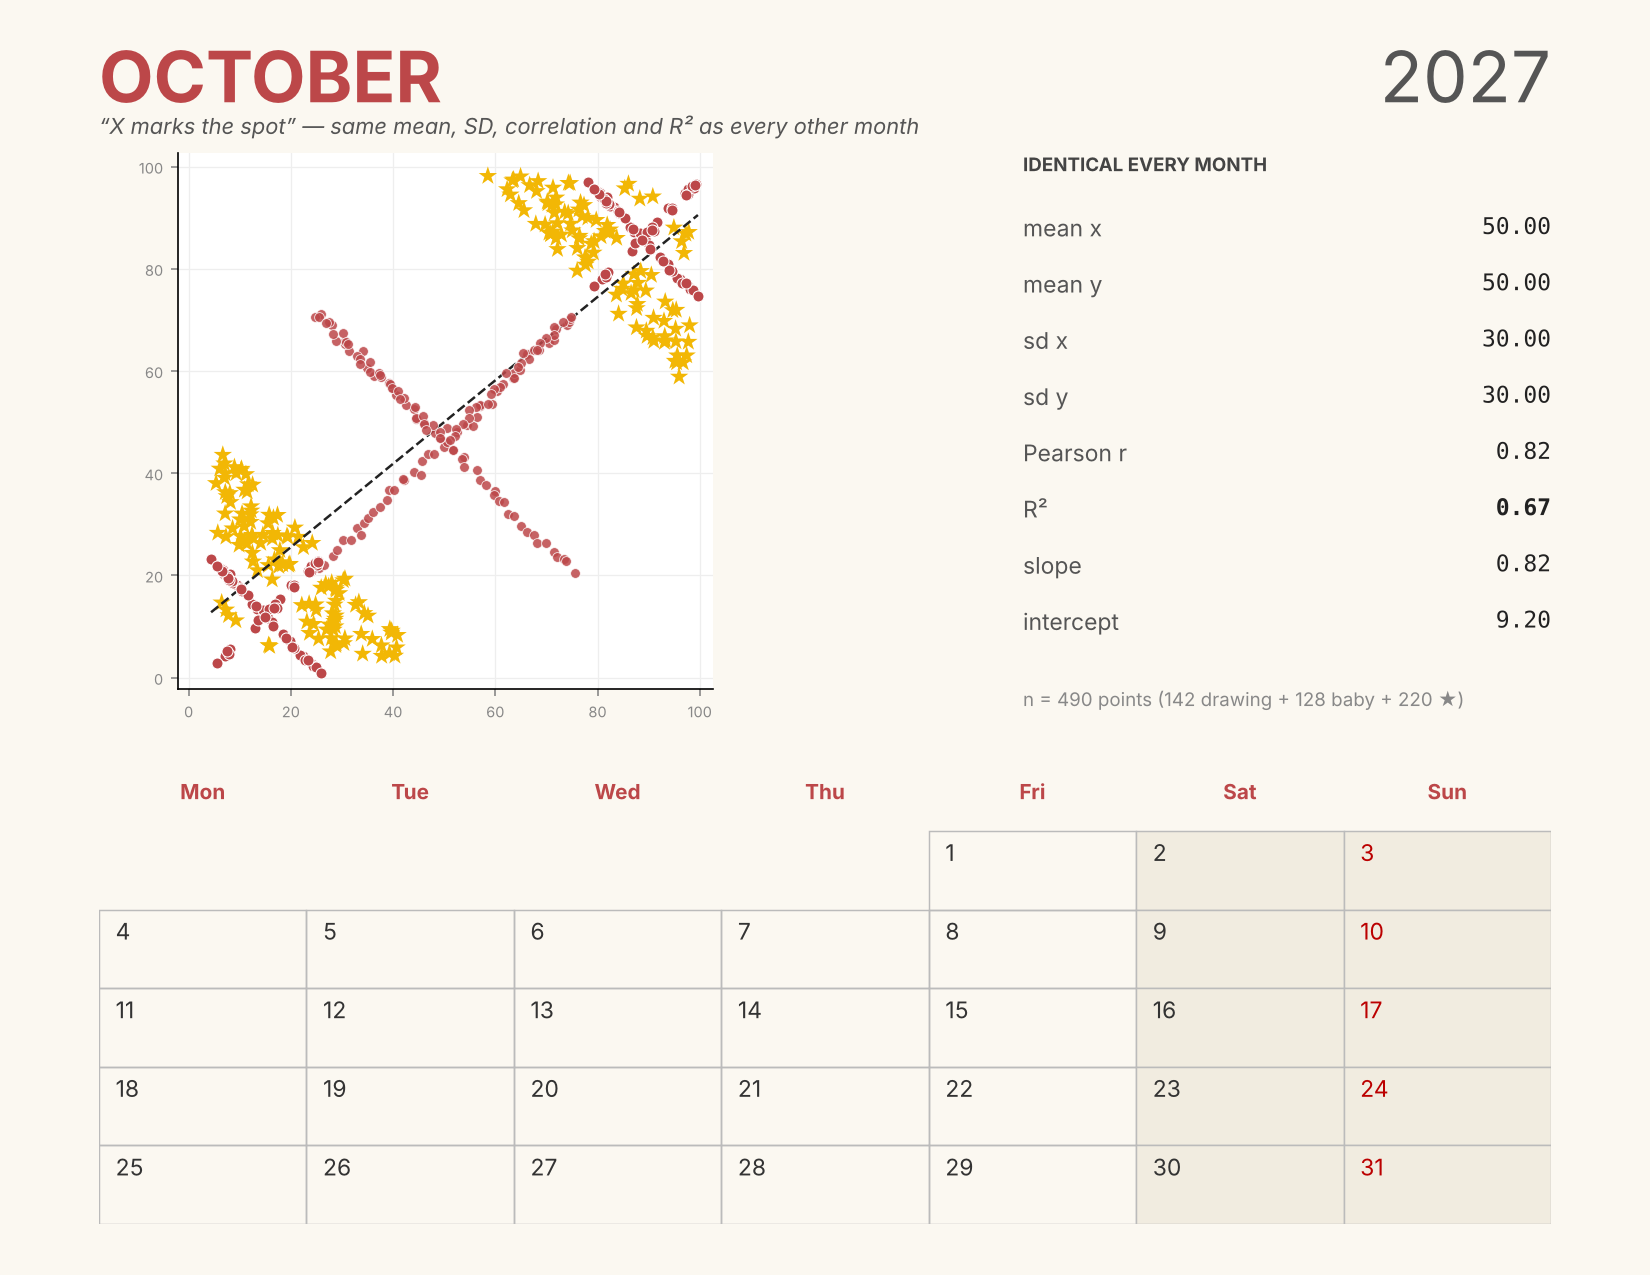 OCTOBER 2027
“X marks the spot” — same mean, SD, correlation and R² as every other month
IDENTICAL EVERY MONTH
mean x 50.00
mean y 50.00
sd x 30.00
sd y 30.00
Pearson r 0.82
R² 0.67
slope 0.82
intercept 9.20
n = 490 points (142 drawing + 128 baby + 220 ★)
100
80
60
40
20
0
0 20 40 60 80 100
Mon Tue Wed Thu Fri Sat Sun
1 2 3
4 5 6 7 8 9 10
11 12 13 14 15 16 17
18 19 20 21 22 23 24
25 26 27 28 29 30 31